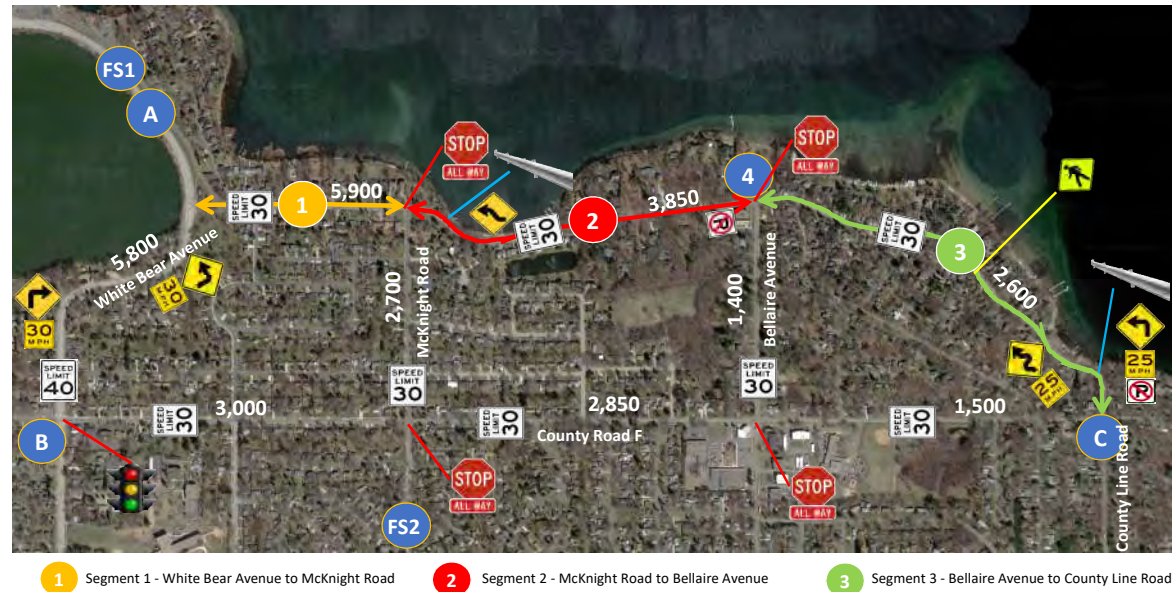 FS1
A
STOP
ALL WAY
STOP
ALL WAY
4
SPEED
LIMIT
30
1
5,900
SPEED
LIMIT
30
2
3,850
P
SPEED
LIMIT
30
3
2,600
5,800
White Bear Avenue
30
MPH
30
MPH
2,700
McKnight Road
1,400
Bellaire Avenue
25
MPH
25
MPH
P
SPEED
LIMIT
40
SPEED
LIMIT
30
SPEED
LIMIT
30
B
SPEED
LIMIT
30
3,000
SPEED
LIMIT
30
2,850
County Road F
SPEED
LIMIT
30
1,500
C
County Line Road
STOP
ALL WAY
STOP
ALL WAY
FS2
1 Segment 1 - White Bear Avenue to McKnight Road
2 Segment 2 - McKnight Road to Bellaire Avenue
3 Segment 3 - Bellaire Avenue to County Line Road